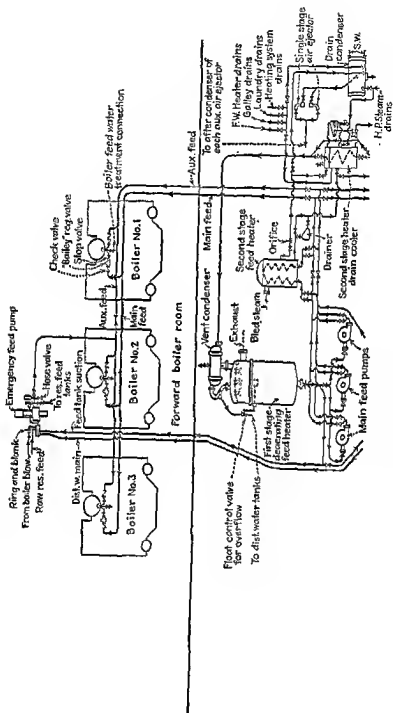 Emergency feed pump
Hose valve
To res. feed
tanks
Ring and blank
From boiler blow
Raw res. feed
Feed tank suction
Dist. w. main
Boiler No.3
Boiler No.2
Boiler No.1
Check valve
"Bailey" reg. valve
Stop valve
Aux. feed
Main
feed
Boiler feed water
treatment connection
Forward boiler room
Aux. feed
Main feed
To after condenser of
each aux. air ejector
F.W. Heater drains
Galley drains
Laundry drains
Heating system
drains
Single stage
air ejector
Drain
condenser
S.W.
H.P. Steam
drains
Second stage
feed heater
Orifice
Drainer
Second stage heater
drain cooler
Vent condenser
Exhaust
Bled steam
Float control valve
for overflow
To dist. water tanks
First stage
deaerating
feed heater
Main feed pumps